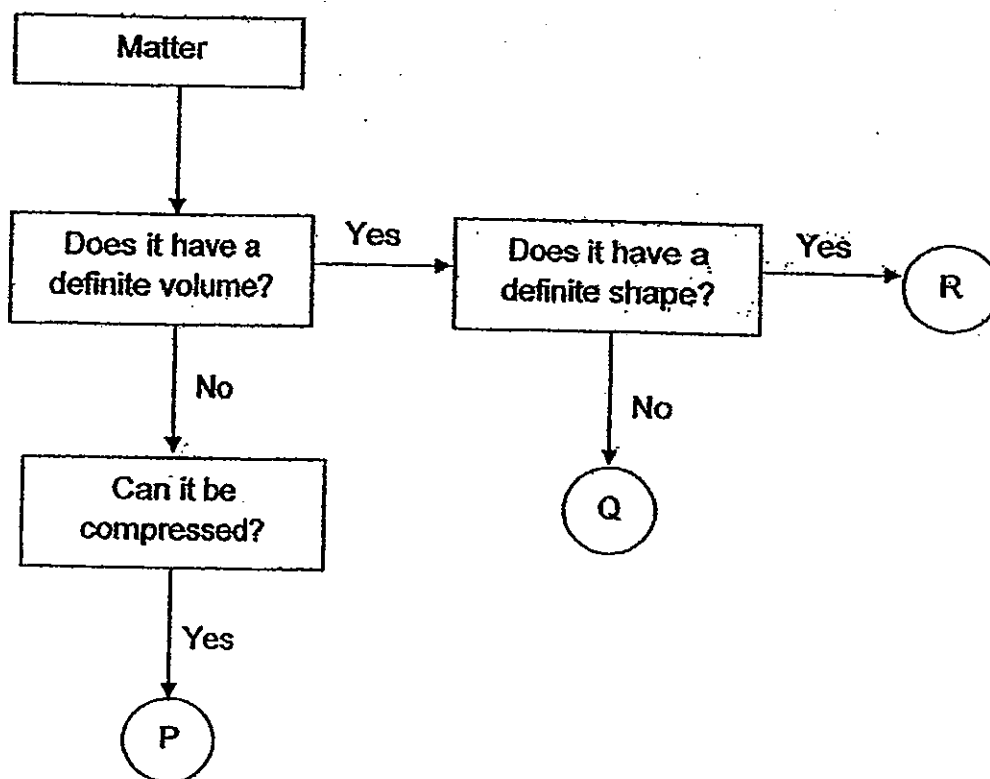 Matter
Does it have a
definite volume?
Yes
Does it have a
definite shape?
Yes
R
No
No
Can it be
compressed?
Q
Yes
P